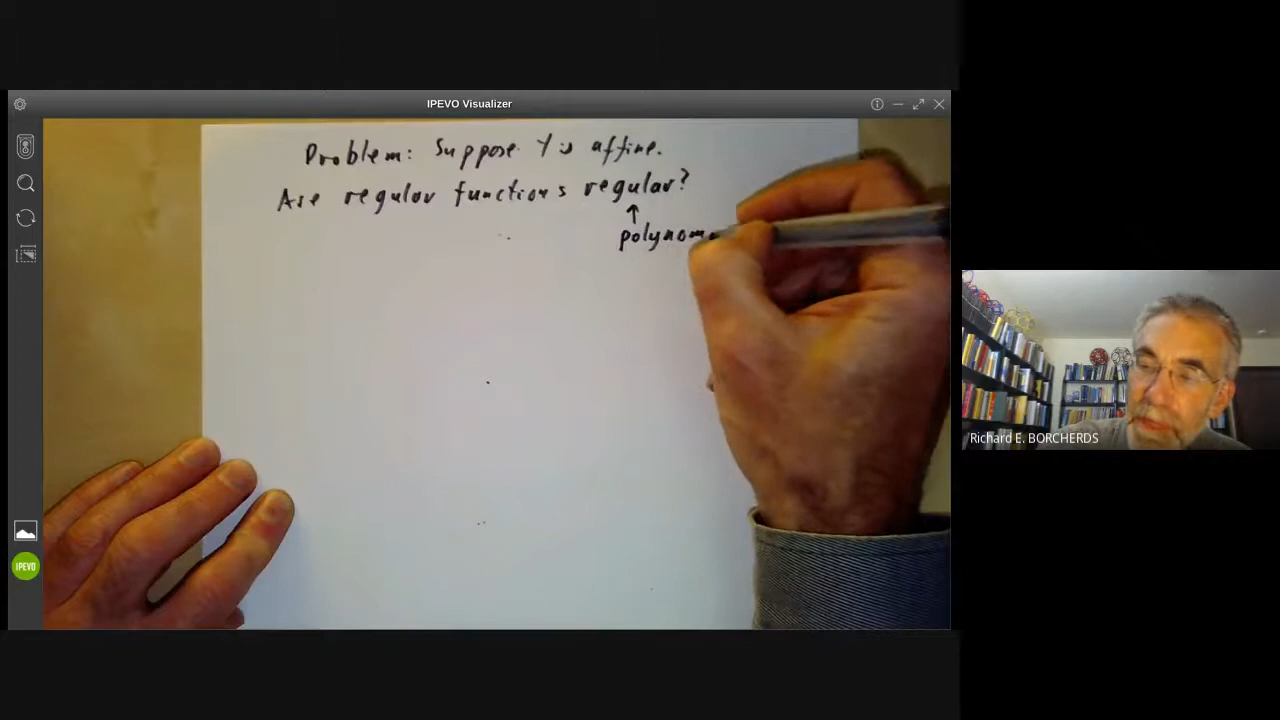 IPEVO Visualizer
Problem: Suppose Y is affine.
Are regular functions regular?
↑
polynom
Richard E. BORCHERDS
IPEVO